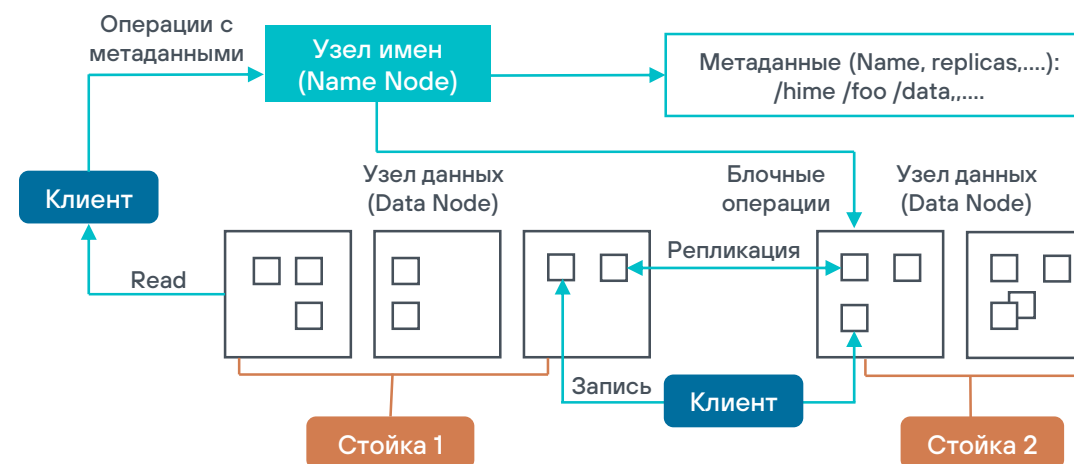 Операции с
метаданными
Узел имен
(Name Node)
Метаданные (Name, replicas,....):
/hime /foo /data,,....
Клиент
Узел данных
(Data Node)
Блочные
операции
Узел данных
(Data Node)
Read
Репликация
Запись
Клиент
Стойка 1
Стойка 2